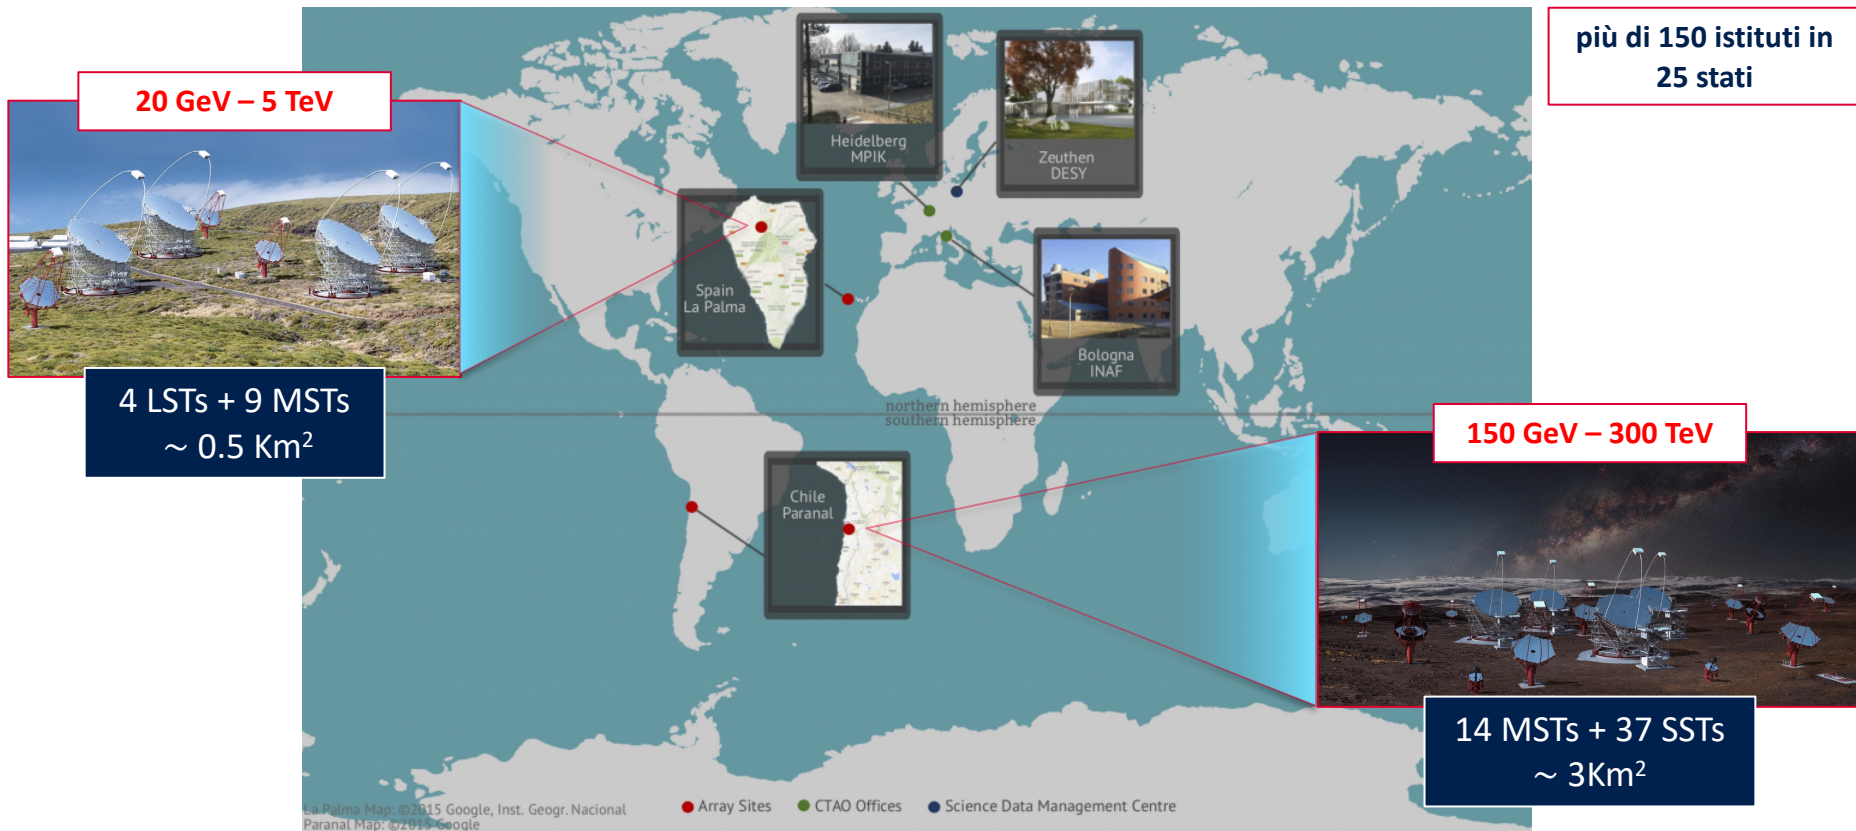 più di 150 istituti in
25 stati
20 GeV – 5 TeV
Heidelberg
MPIK
Zeuthen
DESY
Spain
La Palma
Bologna
INAF
4 LSTs + 9 MSTs
~ 0.5 Km²
northern hemisphere
southern hemisphere
150 GeV – 300 TeV
Chile
Paranal
14 MSTs + 37 SSTs
~ 3Km²
Array Sites
CTAO Offices
Science Data Management Centre
La Palma Map: ©2015 Google, Inst. Geogr. Nacional
Paranal Map: ©2015 Google